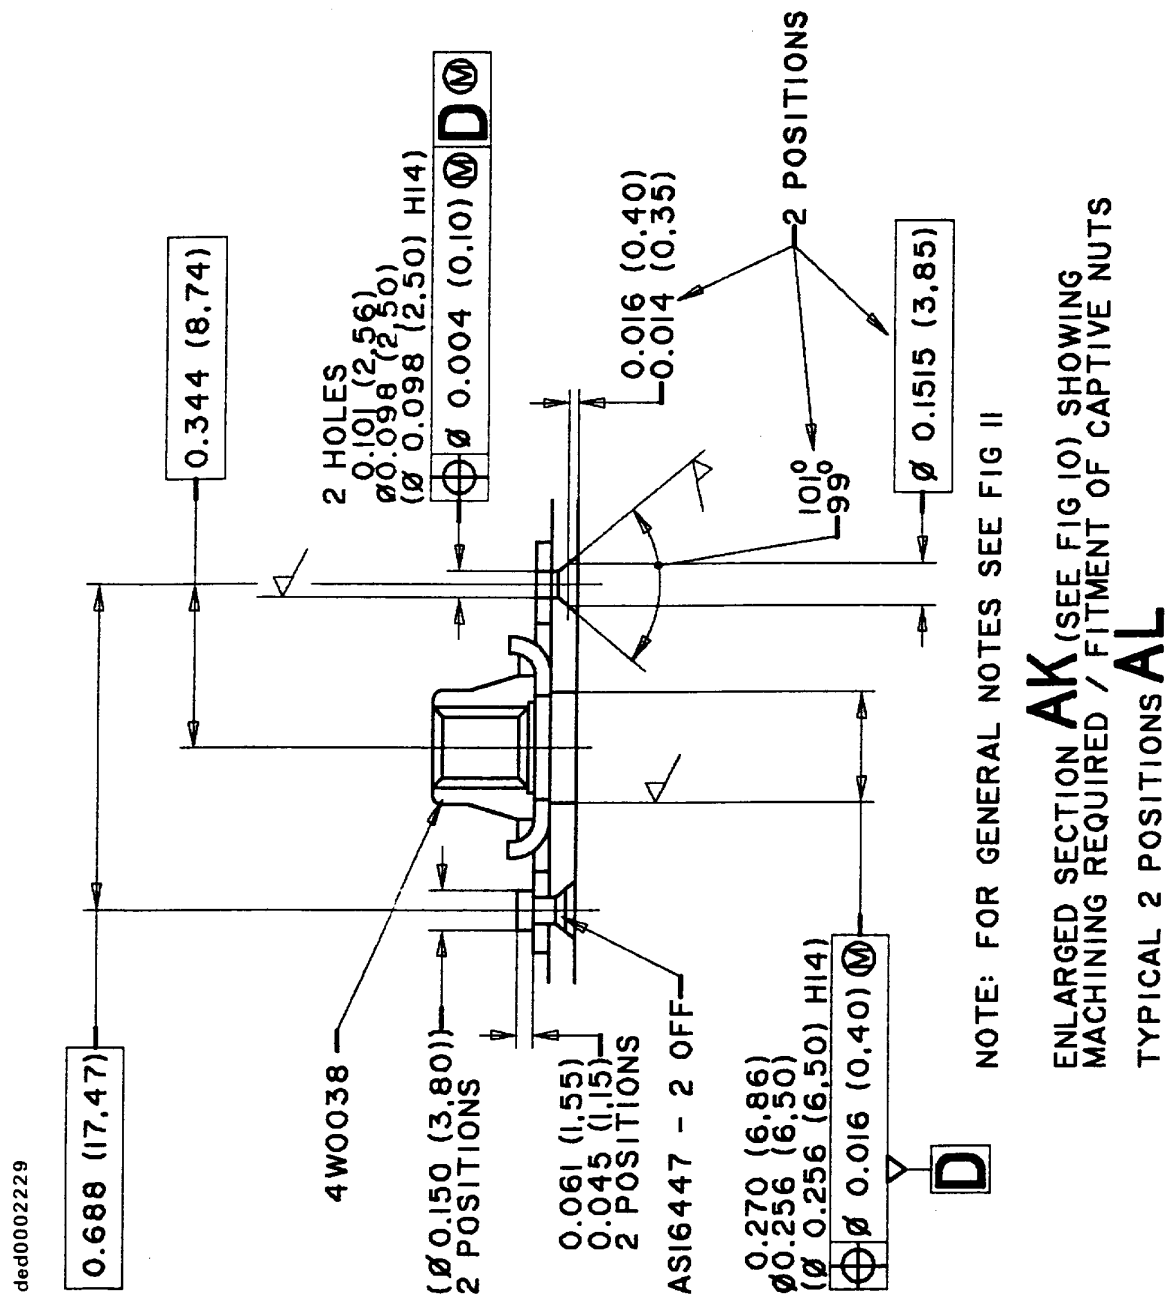 ded0002229
0.688 (17,47)
0.344 (8,74)
2 HOLES
0.101 (2,56)
Ø0.098 (2,50)
(Ø 0.098 (2,50) H14)
⌖ Ø 0.004 (0,10) Ⓜ D Ⓜ
4W0038
(Ø 0.150 (3,80))
2 POSITIONS
0.061 (1,55)
0.045 (1,15)
2 POSITIONS
AS16447 - 2 OFF
0.016 (0,40)
0.014 (0,35)
2 POSITIONS
101°
99°
Ø 0.1515 (3,85)
0.270 (6,86)
Ø0.256 (6,50)
(Ø 0.256 (6,50) H14)
⌖ Ø 0.016 (0,40) Ⓜ
D
NOTE: FOR GENERAL NOTES SEE FIG 11
ENLARGED SECTION AK (SEE FIG 10) SHOWING
MACHINING REQUIRED / FITMENT OF CAPTIVE NUTS
TYPICAL 2 POSITIONS AL